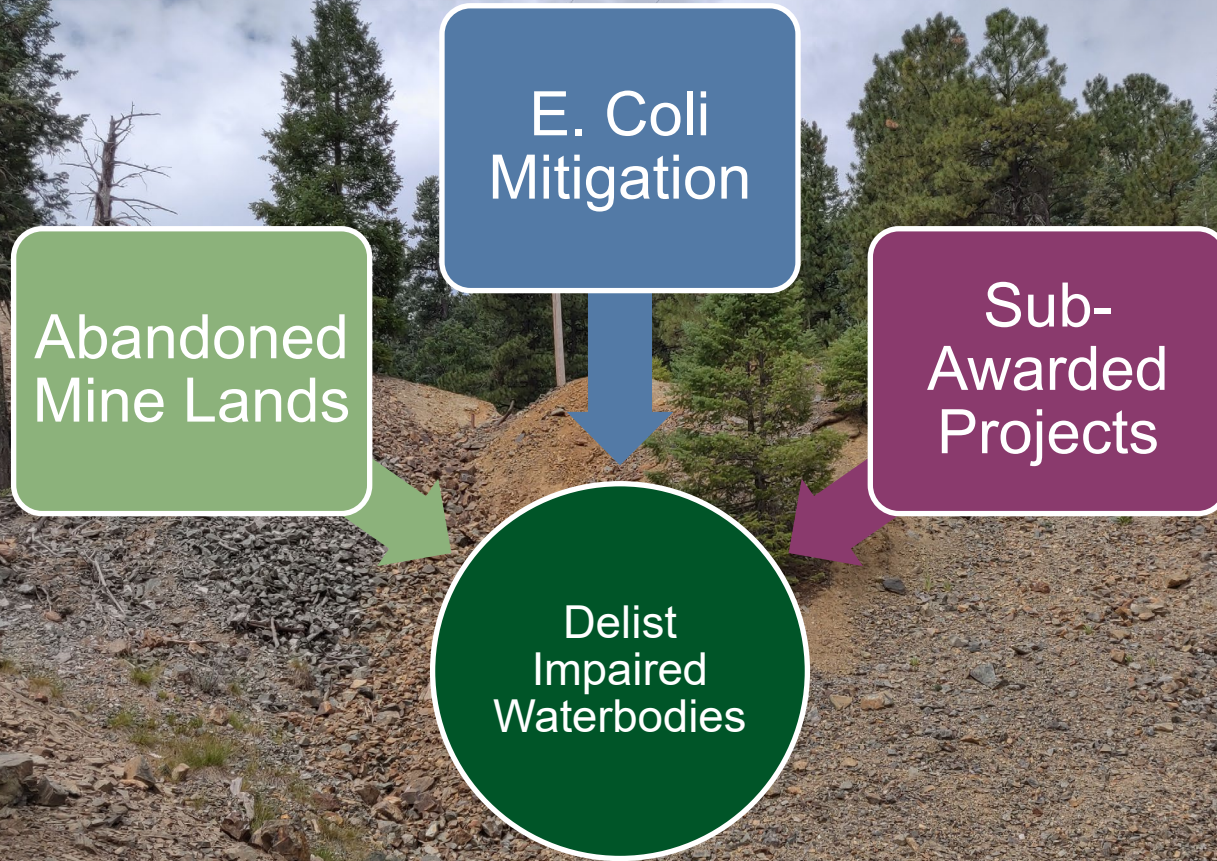 E. Coli
Mitigation
Abandoned
Mine Lands
Sub-
Awarded
Projects
Delist
Impaired
Waterbodies